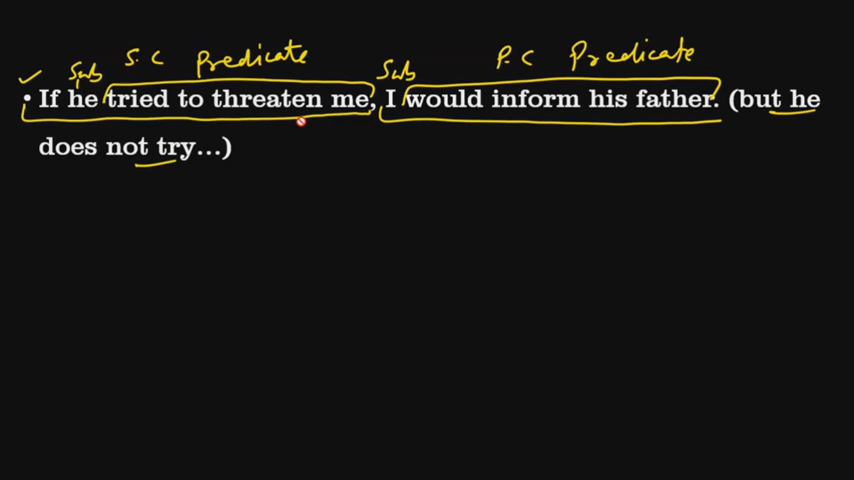 Sub S.C Predicate Sub P.C Predicate
• If he tried to threaten me, I would inform his father. (but he
does not try...)